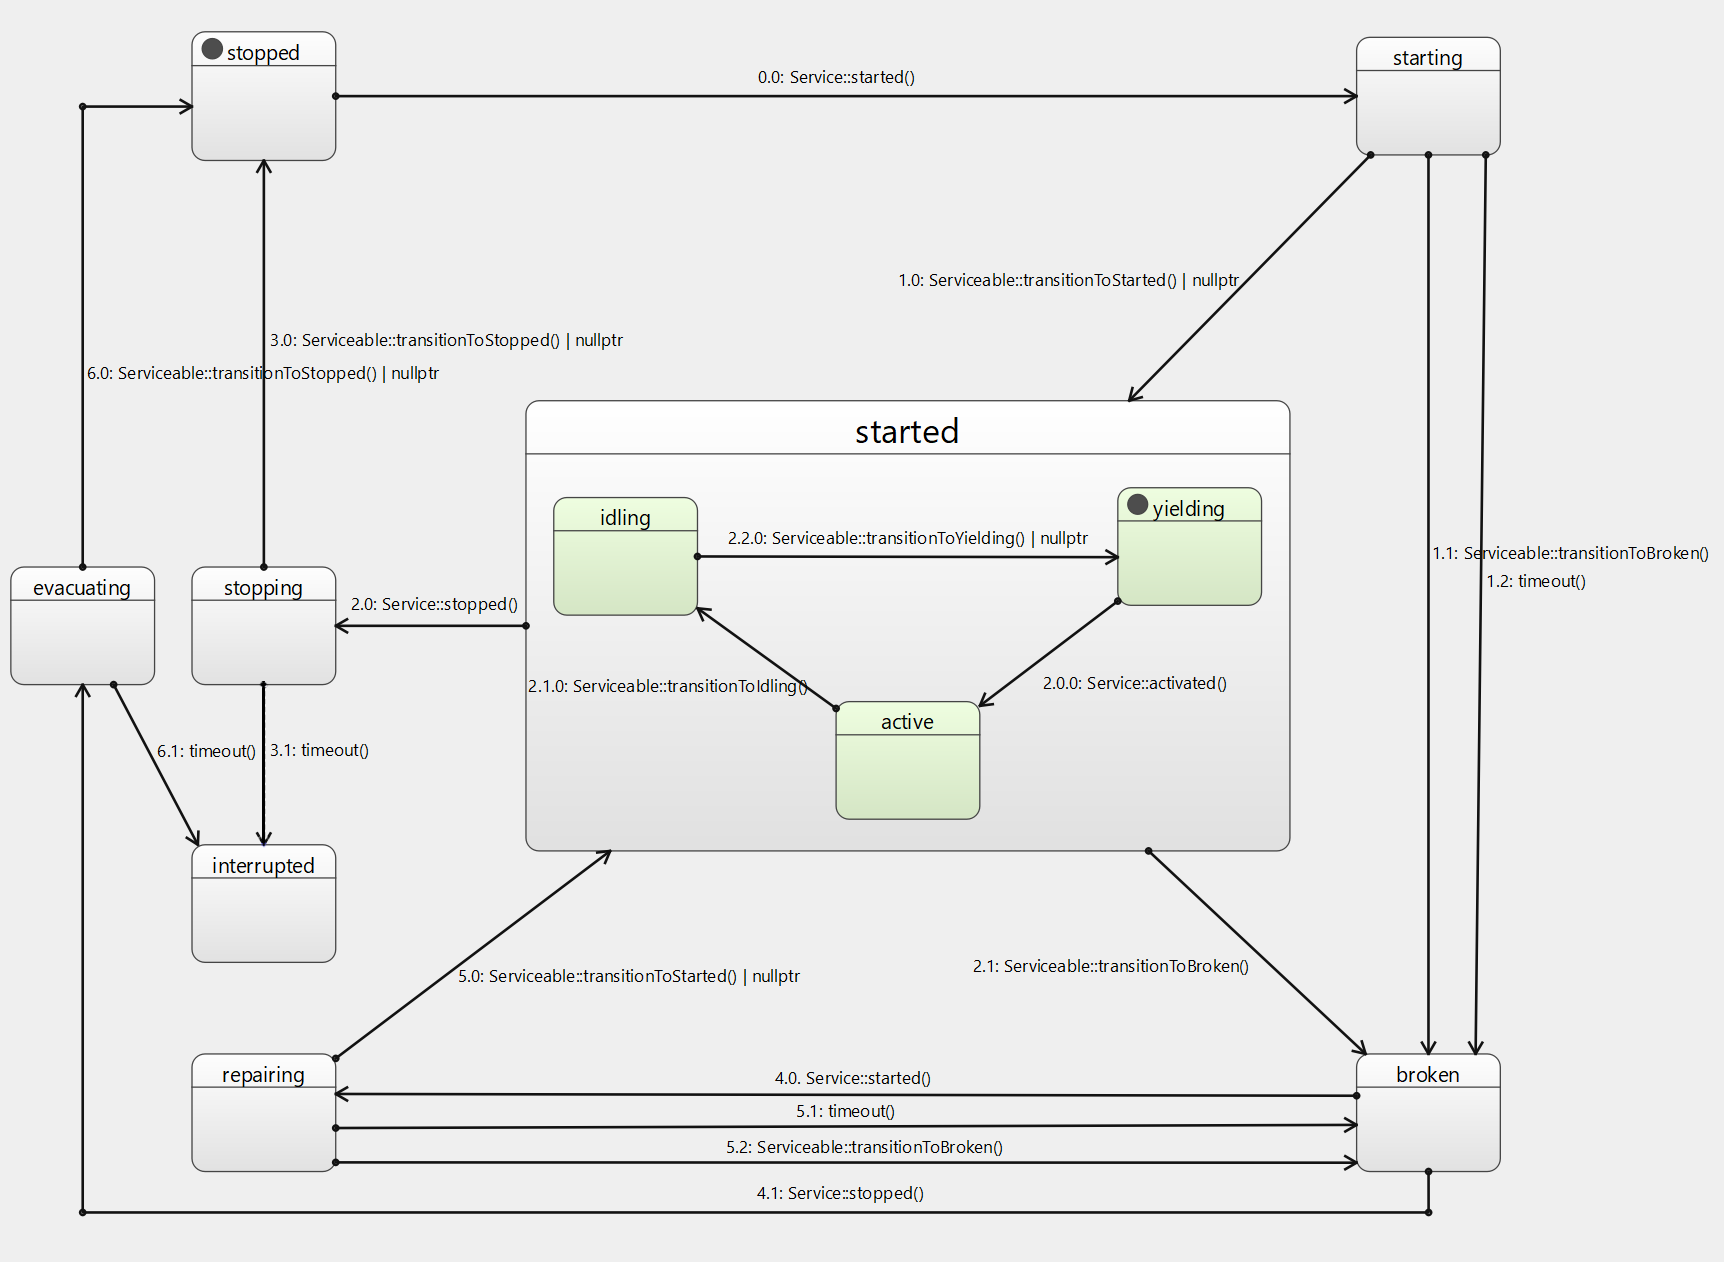 stopped
starting
0.0: Service::started()
1.0: Serviceable::transitionToStarted() | nullptr
3.0: Serviceable::transitionToStopped() | nullptr
6.0: Serviceable::transitionToStopped() | nullptr
started
idling
yielding
2.2.0: Serviceable::transitionToYielding() | nullptr
1.1: Serviceable::transitionToBroken()
1.2: timeout()
evacuating
stopping
2.0: Service::stopped()
2.1.0: Serviceable::transitionToIdling()
2.0.0: Service::activated()
active
6.1: timeout()
3.1: timeout()
interrupted
5.0: Serviceable::transitionToStarted() | nullptr
2.1: Serviceable::transitionToBroken()
repairing
broken
4.0. Service::started()
5.1: timeout()
5.2: Serviceable::transitionToBroken()
4.1: Service::stopped()